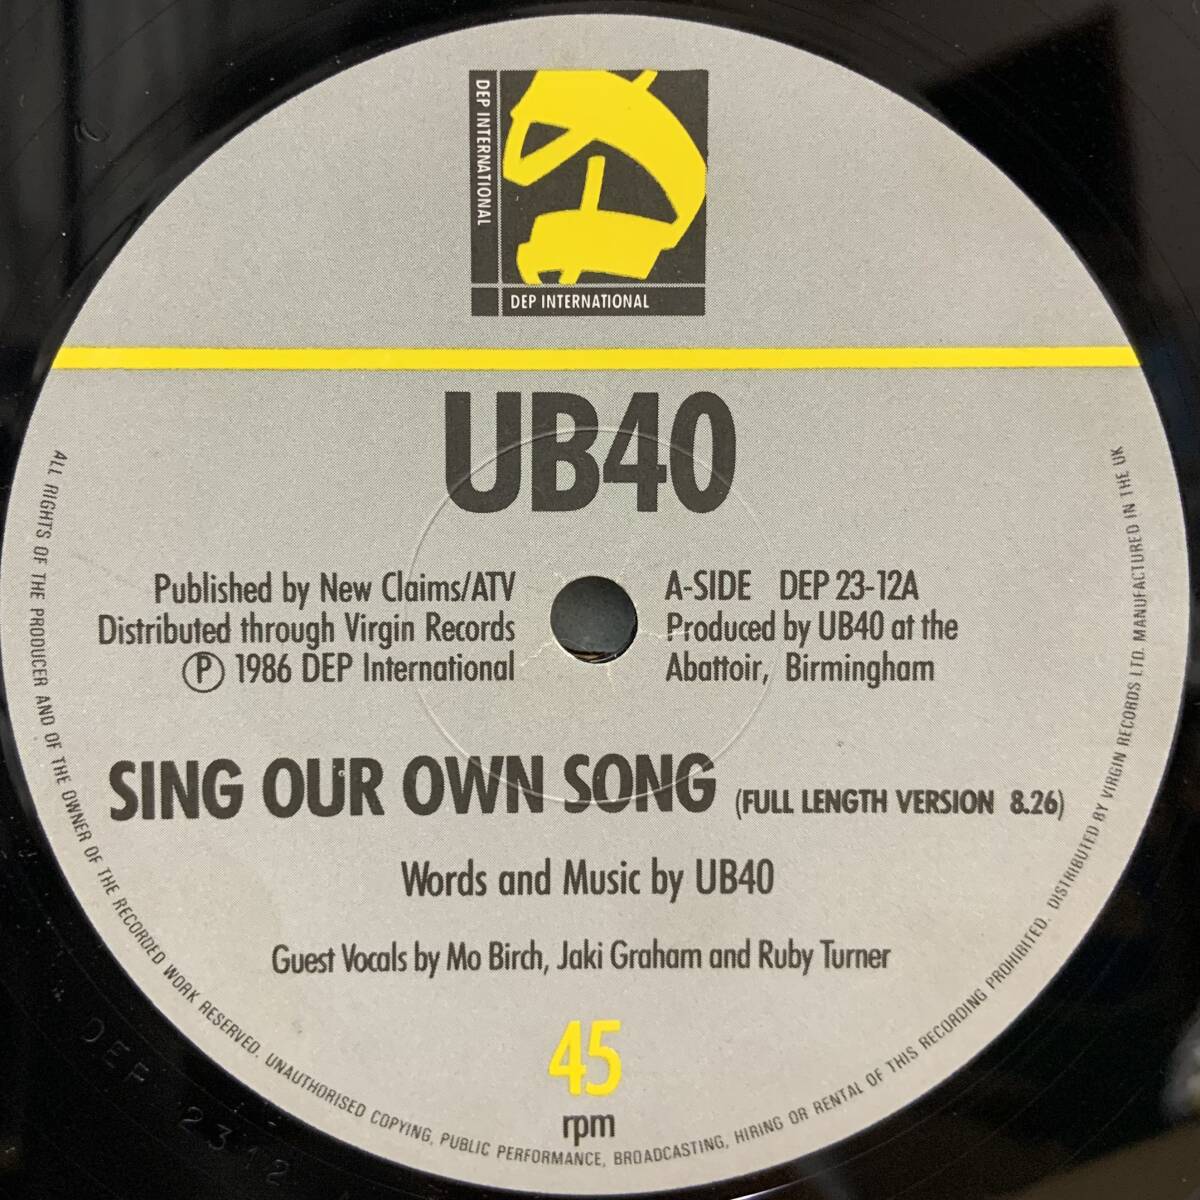 DEP INTERNATIONAL
DEP INTERNATIONAL
UB40
Published by New Claims/ATV
Distributed through Virgin Records
Ⓟ 1986 DEP International
A-SIDE DEP 23-12A
Produced by UB40 at the
Abattoir, Birmingham
SING OUR OWN SONG (FULL LENGTH VERSION 8.26)
Words and Music by UB40
Guest Vocals by Mo Birch, Jaki Graham and Ruby Turner
45
rpm
ALL RIGHTS OF THE PRODUCER AND OF THE OWNER OF THE RECORDED WORK RESERVED. UNAUTHORISED COPYING, PUBLIC PERFORMANCE, BROADCASTING, HIRING OR RENTAL OF THIS RECORDING PROHIBITED. DISTRIBUTED BY VIRGIN RECORDS LTD. MANUFACTURED IN THE UK
DEP 2312